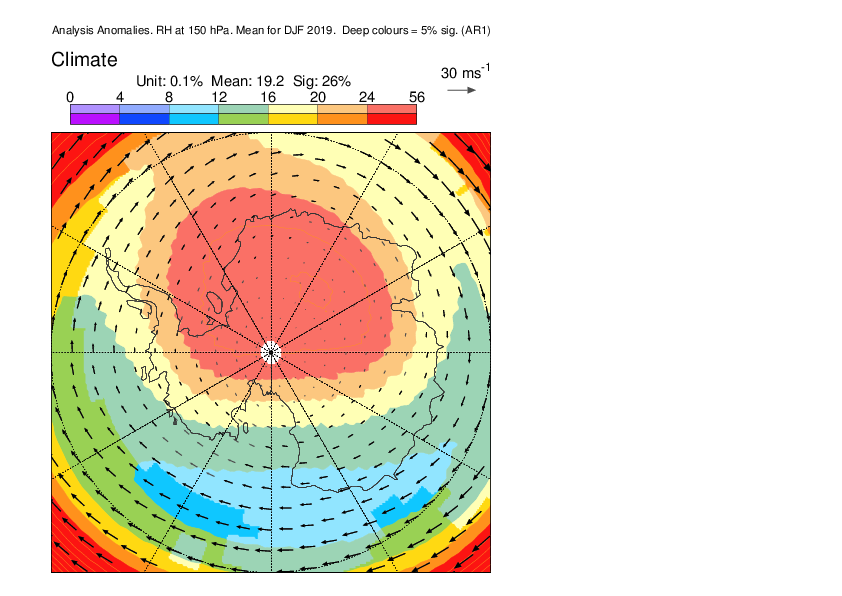 Analysis Anomalies. RH at 150 hPa. Mean for DJF 2019.  Deep colours = 5% sig. (AR1)
Climate
30 ms⁻¹
Unit: 0.1%  Mean: 19.2  Sig: 26%
0 4 8 12 16 20 24 56